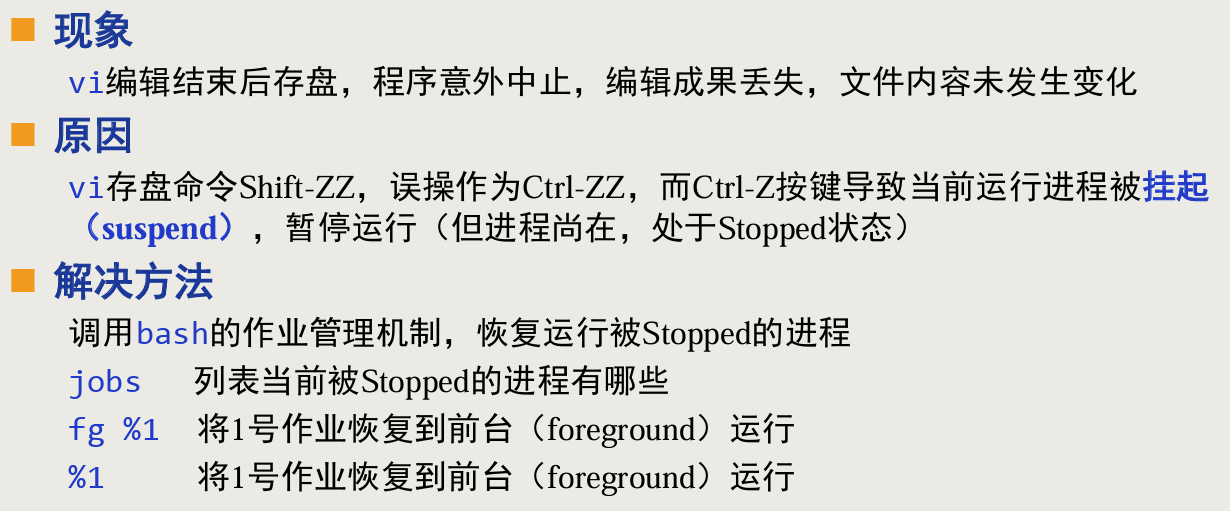 现象
vi编辑结束后存盘，程序意外中止，编辑成果丢失，文件内容未发生变化
原因
vi存盘命令Shift-ZZ，误操作为Ctrl-ZZ，而Ctrl-Z按键导致当前运行进程被挂起
（suspend），暂停运行（但进程尚在，处于Stopped状态）
解决方法
调用bash的作业管理机制，恢复运行被Stopped的进程
jobs 列表当前被Stopped的进程有哪些
fg %1 将1号作业恢复到前台（foreground）运行
%1 将1号作业恢复到前台（foreground）运行